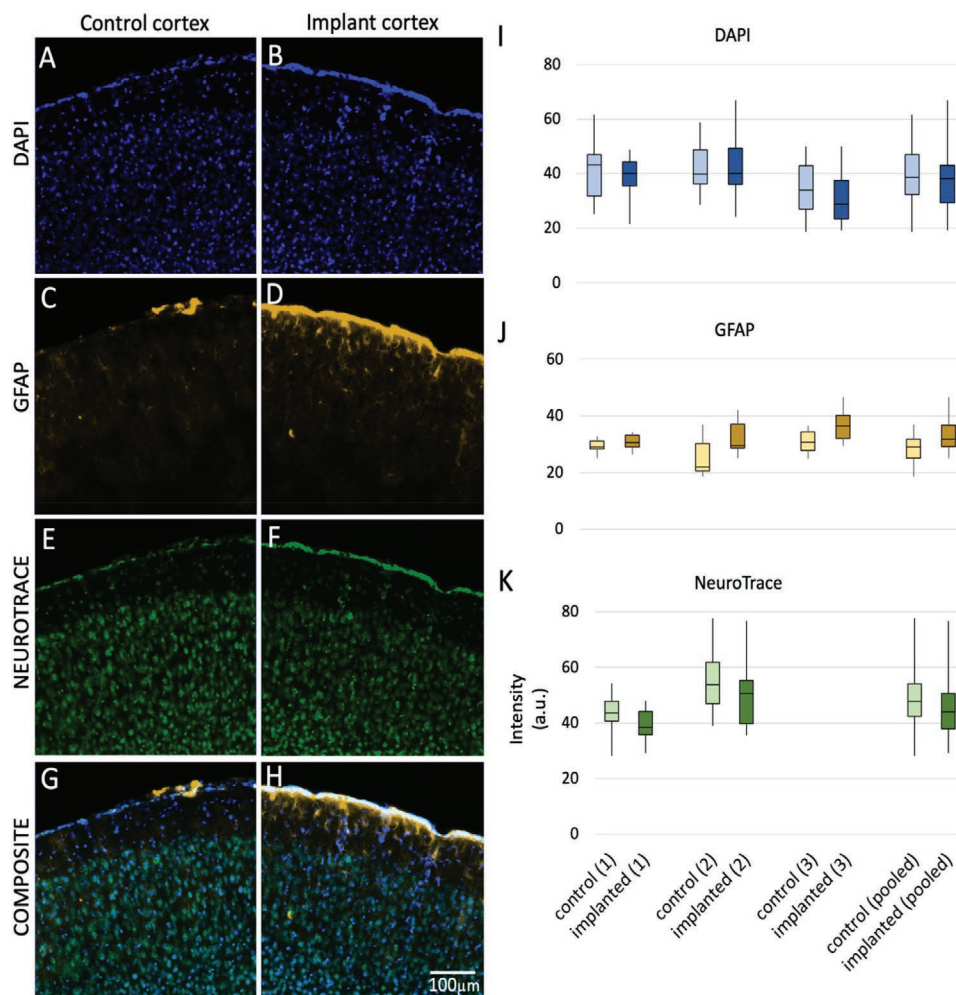 Control cortex
Implant cortex
A
B
DAPI
C
D
GFAP
E
F
NEUROTRACE
G
H
COMPOSITE
100μm
I
DAPI
80
60
40
20
0
J
GFAP
60
40
20
0
K
NeuroTrace
80
60
40
20
0
Intensity
(a.u.)
control (1)
implanted (1)
control (2)
implanted (2)
control (3)
implanted (3)
control (pooled)
implanted (pooled)